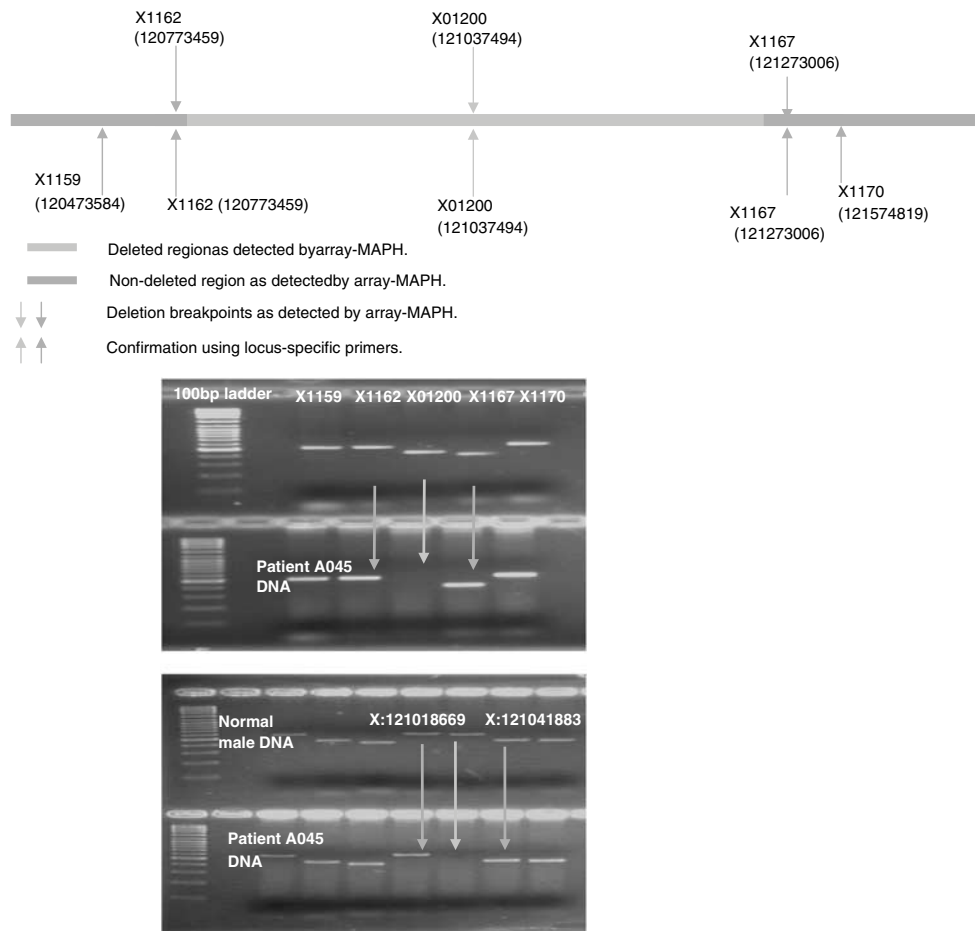 X1162
(120773459)
X01200
(121037494)
X1167
(121273006)
X1159
(120473584)
X1162 (120773459)
X01200
(121037494)
X1167
(121273006)
X1170
(121574819)
Deleted regionas detected byarray-MAPH.
Non-deleted region as detectedby array-MAPH.
Deletion breakpoints as detected by array-MAPH.
Confirmation using locus-specific primers.
100bp ladder X1159 X1162 X01200 X1167 X1170
Patient A045
DNA
Normal
male DNA
X:121018669 X:121041883
Patient A045
DNA